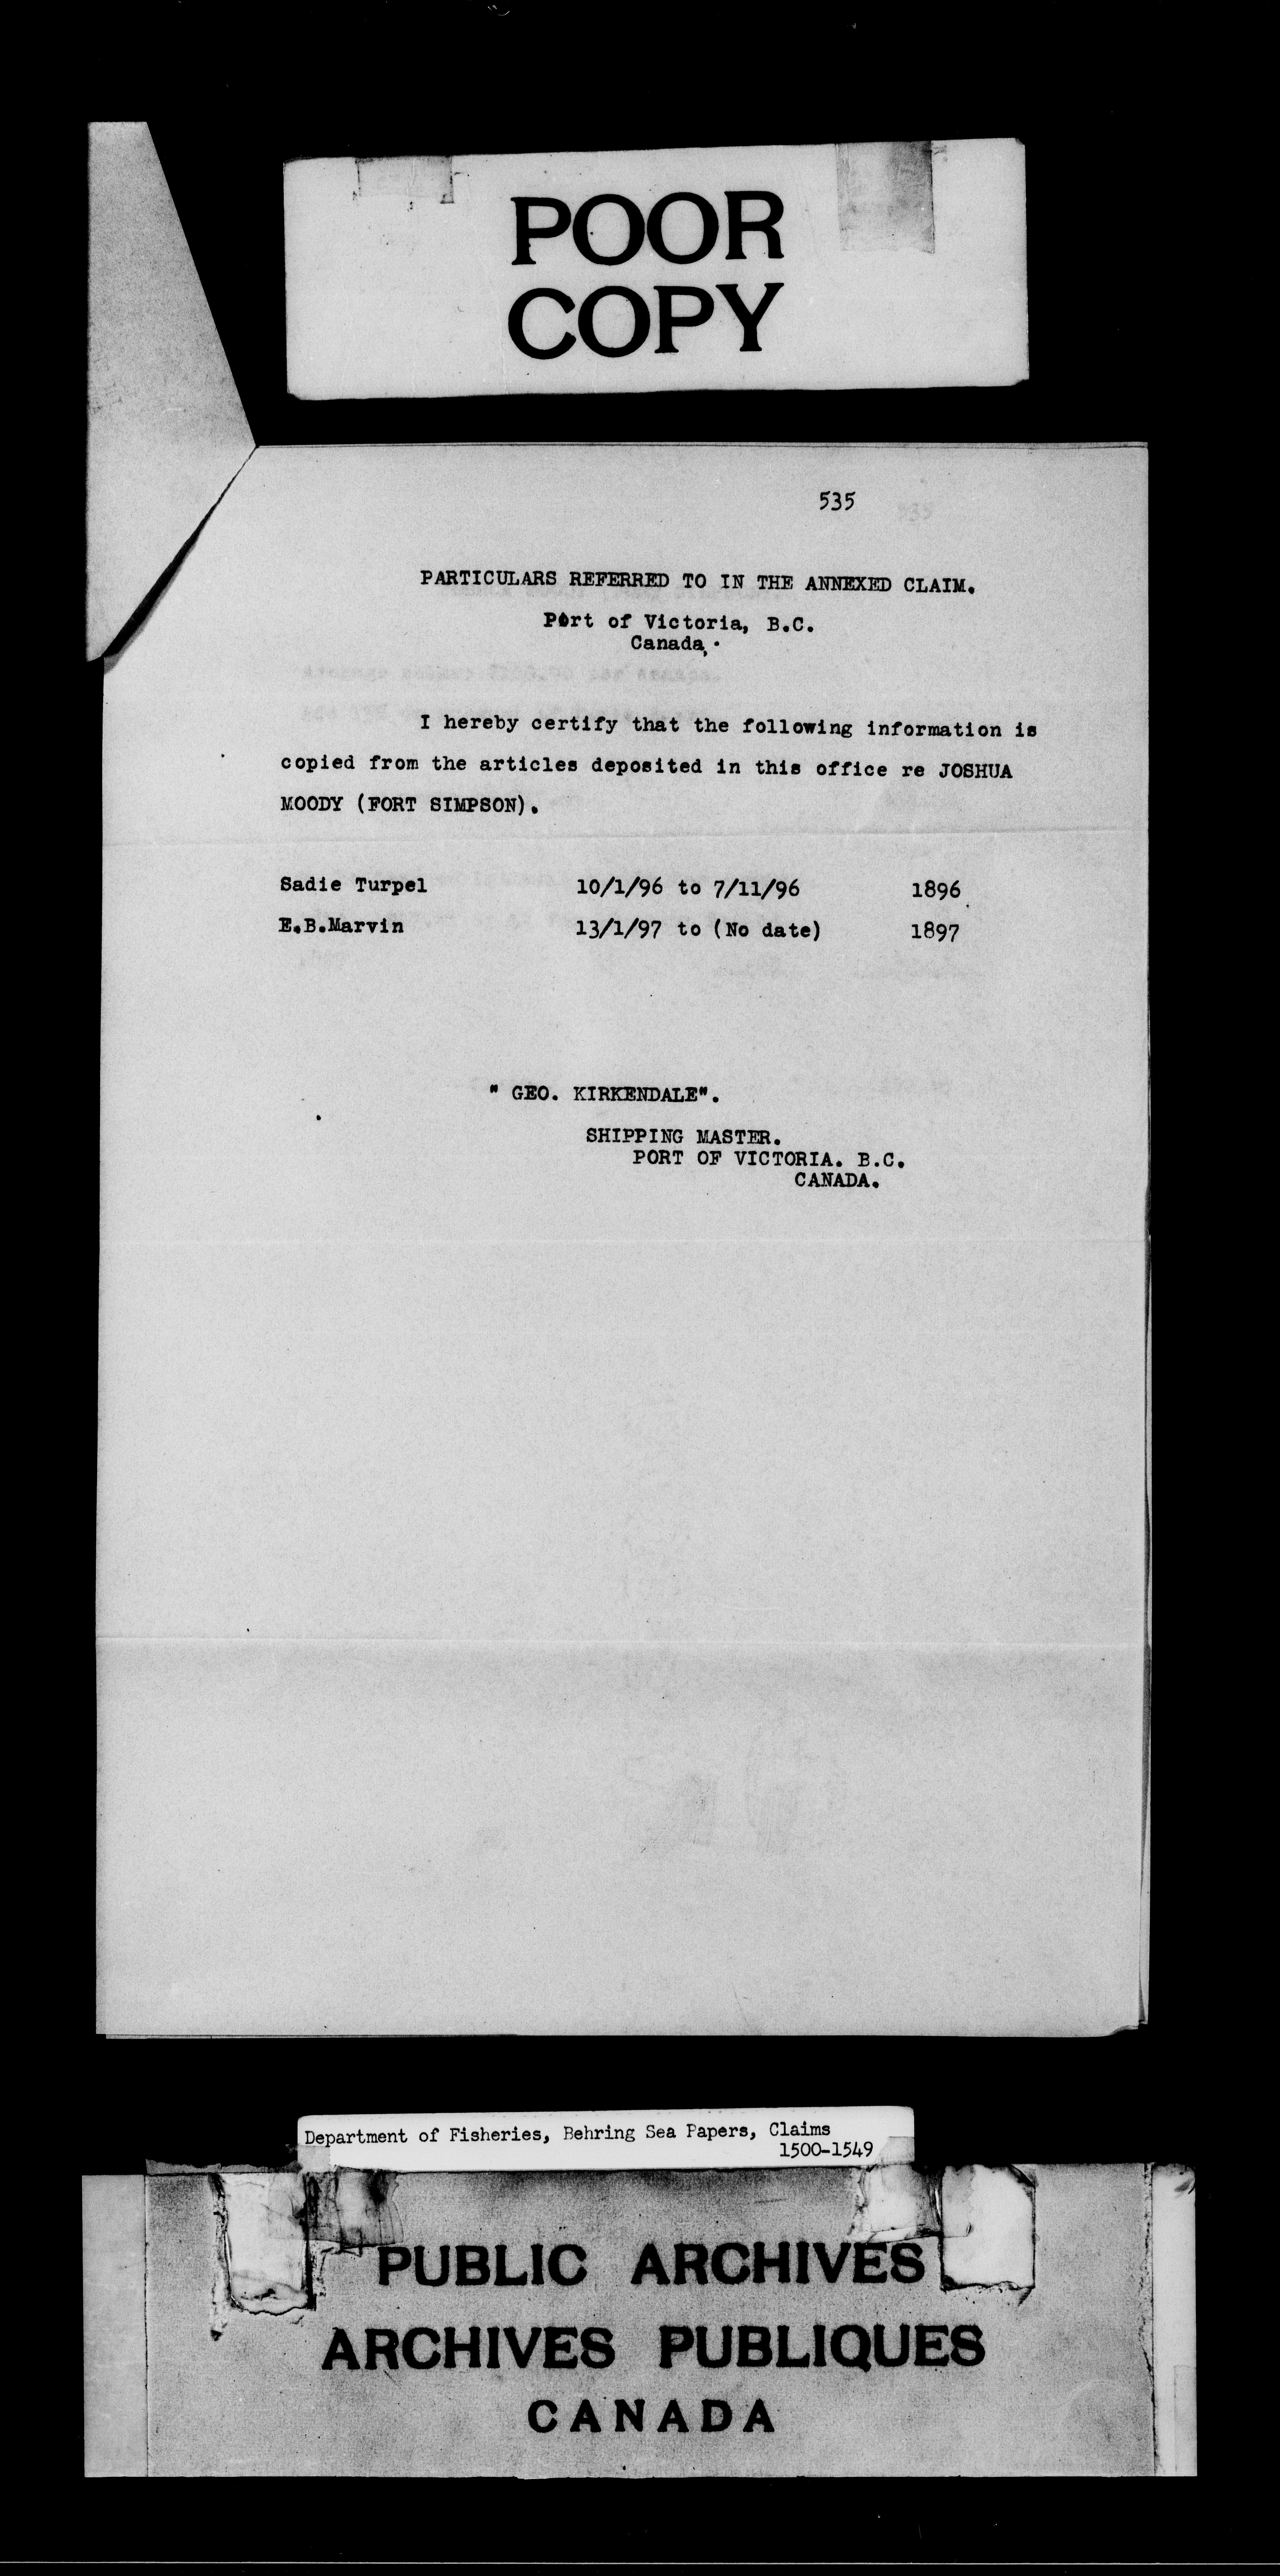 POOR
COPY
535
PARTICULARS REFERRED TO IN THE ANNEXED CLAIM.
Port of Victoria, B.C.
Canada,.
I hereby certify that the following information is
copied from the articles deposited in this office re JOSHUA
MOODY (FORT SIMPSON).
Sadie Turpel 10/1/96 to 7/11/96 1896
E.B.Marvin 13/1/97 to (No date) 1897
" GEO. KIRKENDALE".
SHIPPING MASTER.
PORT OF VICTORIA. B.C.
CANADA.
Department of Fisheries, Behring Sea Papers, Claims
1500-1549
PUBLIC ARCHIVES
ARCHIVES PUBLIQUES
CANADA